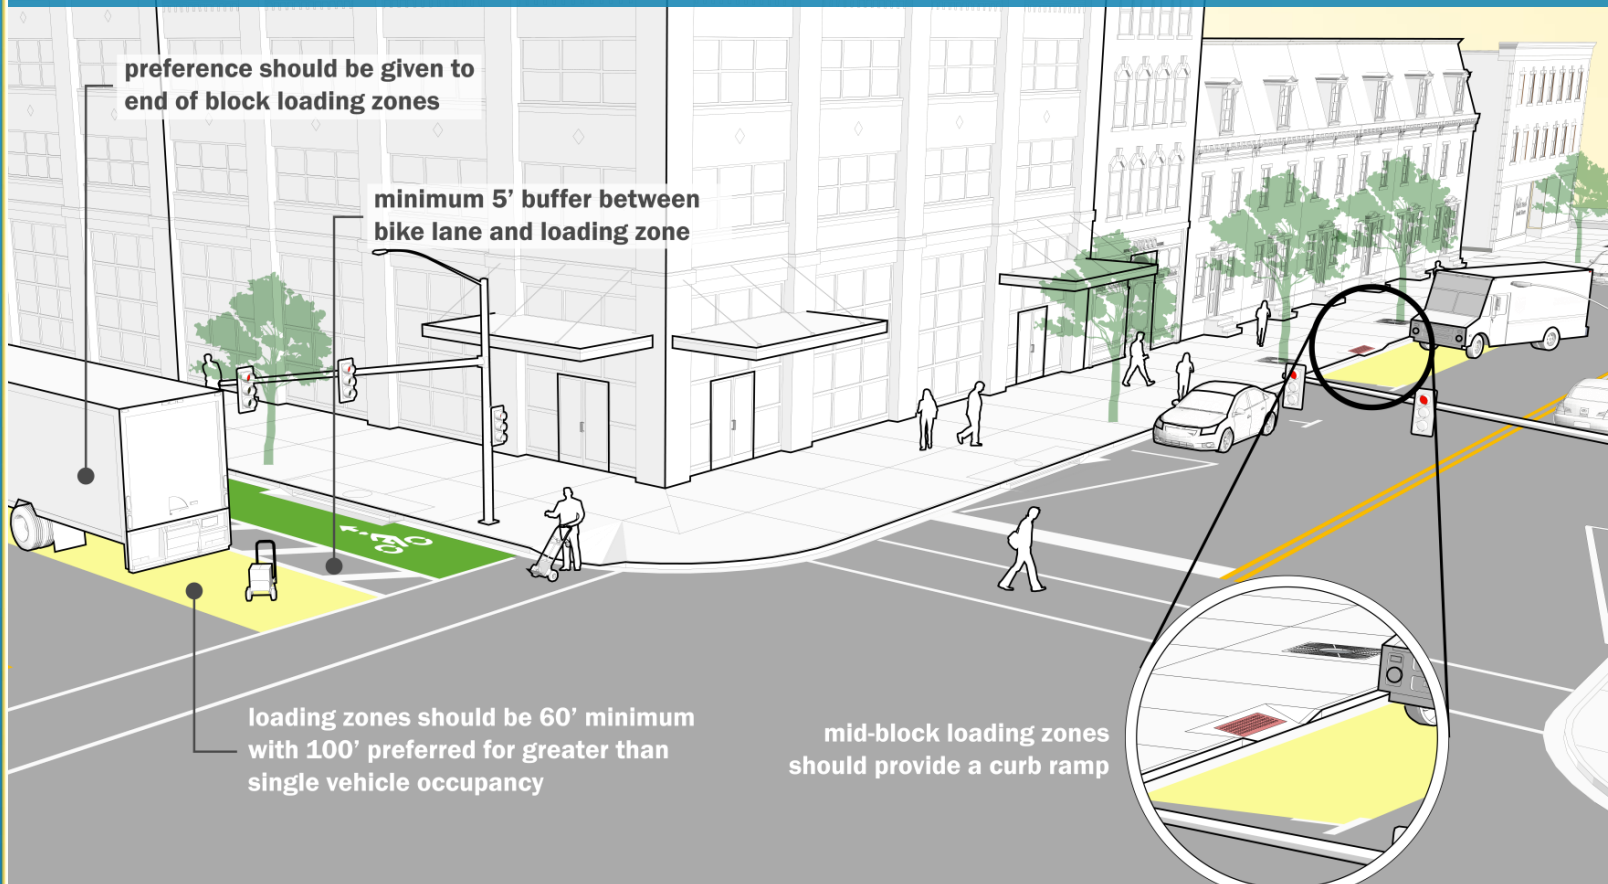 preference should be given to
end of block loading zones
minimum 5’ buffer between
bike lane and loading zone
loading zones should be 60’ minimum
with 100’ preferred for greater than
single vehicle occupancy
mid-block loading zones
should provide a curb ramp